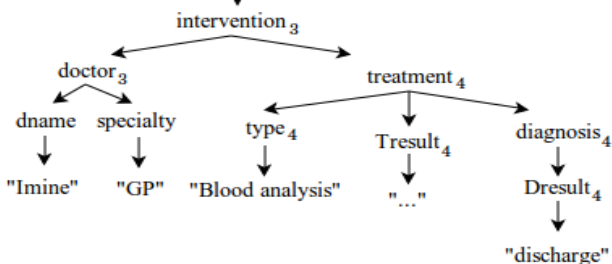 intervention3
doctor3
treatment4
dname specialty type4 Tresult4 diagnosis4
"Imine" "GP" "Blood analysis" "..." Dresult4
"discharge"